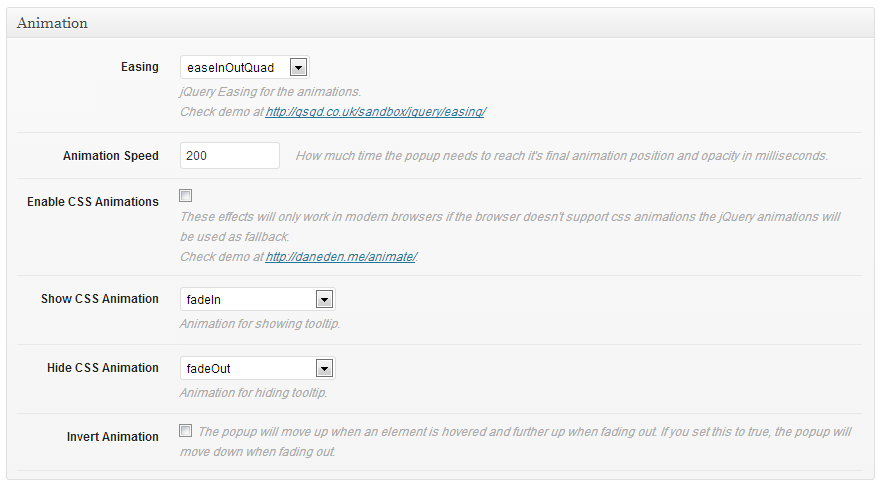 Animation
Easing
easeInOutQuad
jQuery Easing for the animations.
Check demo at http://gsgd.co.uk/sandbox/jquery/easing/
Animation Speed
200
How much time the popup needs to reach it's final animation position and opacity in milliseconds.
Enable CSS Animations
These effects will only work in modern browsers if the browser doesn't support css animations the jQuery animations will
be used as fallback.
Check demo at http://daneden.me/animate/.
Show CSS Animation
fadeIn
Animation for showing tooltip.
Hide CSS Animation
fadeOut
Animation for hiding tooltip.
Invert Animation
The popup will move up when an element is hovered and further up when fading out. If you set this to true, the popup will
move down when fading out.